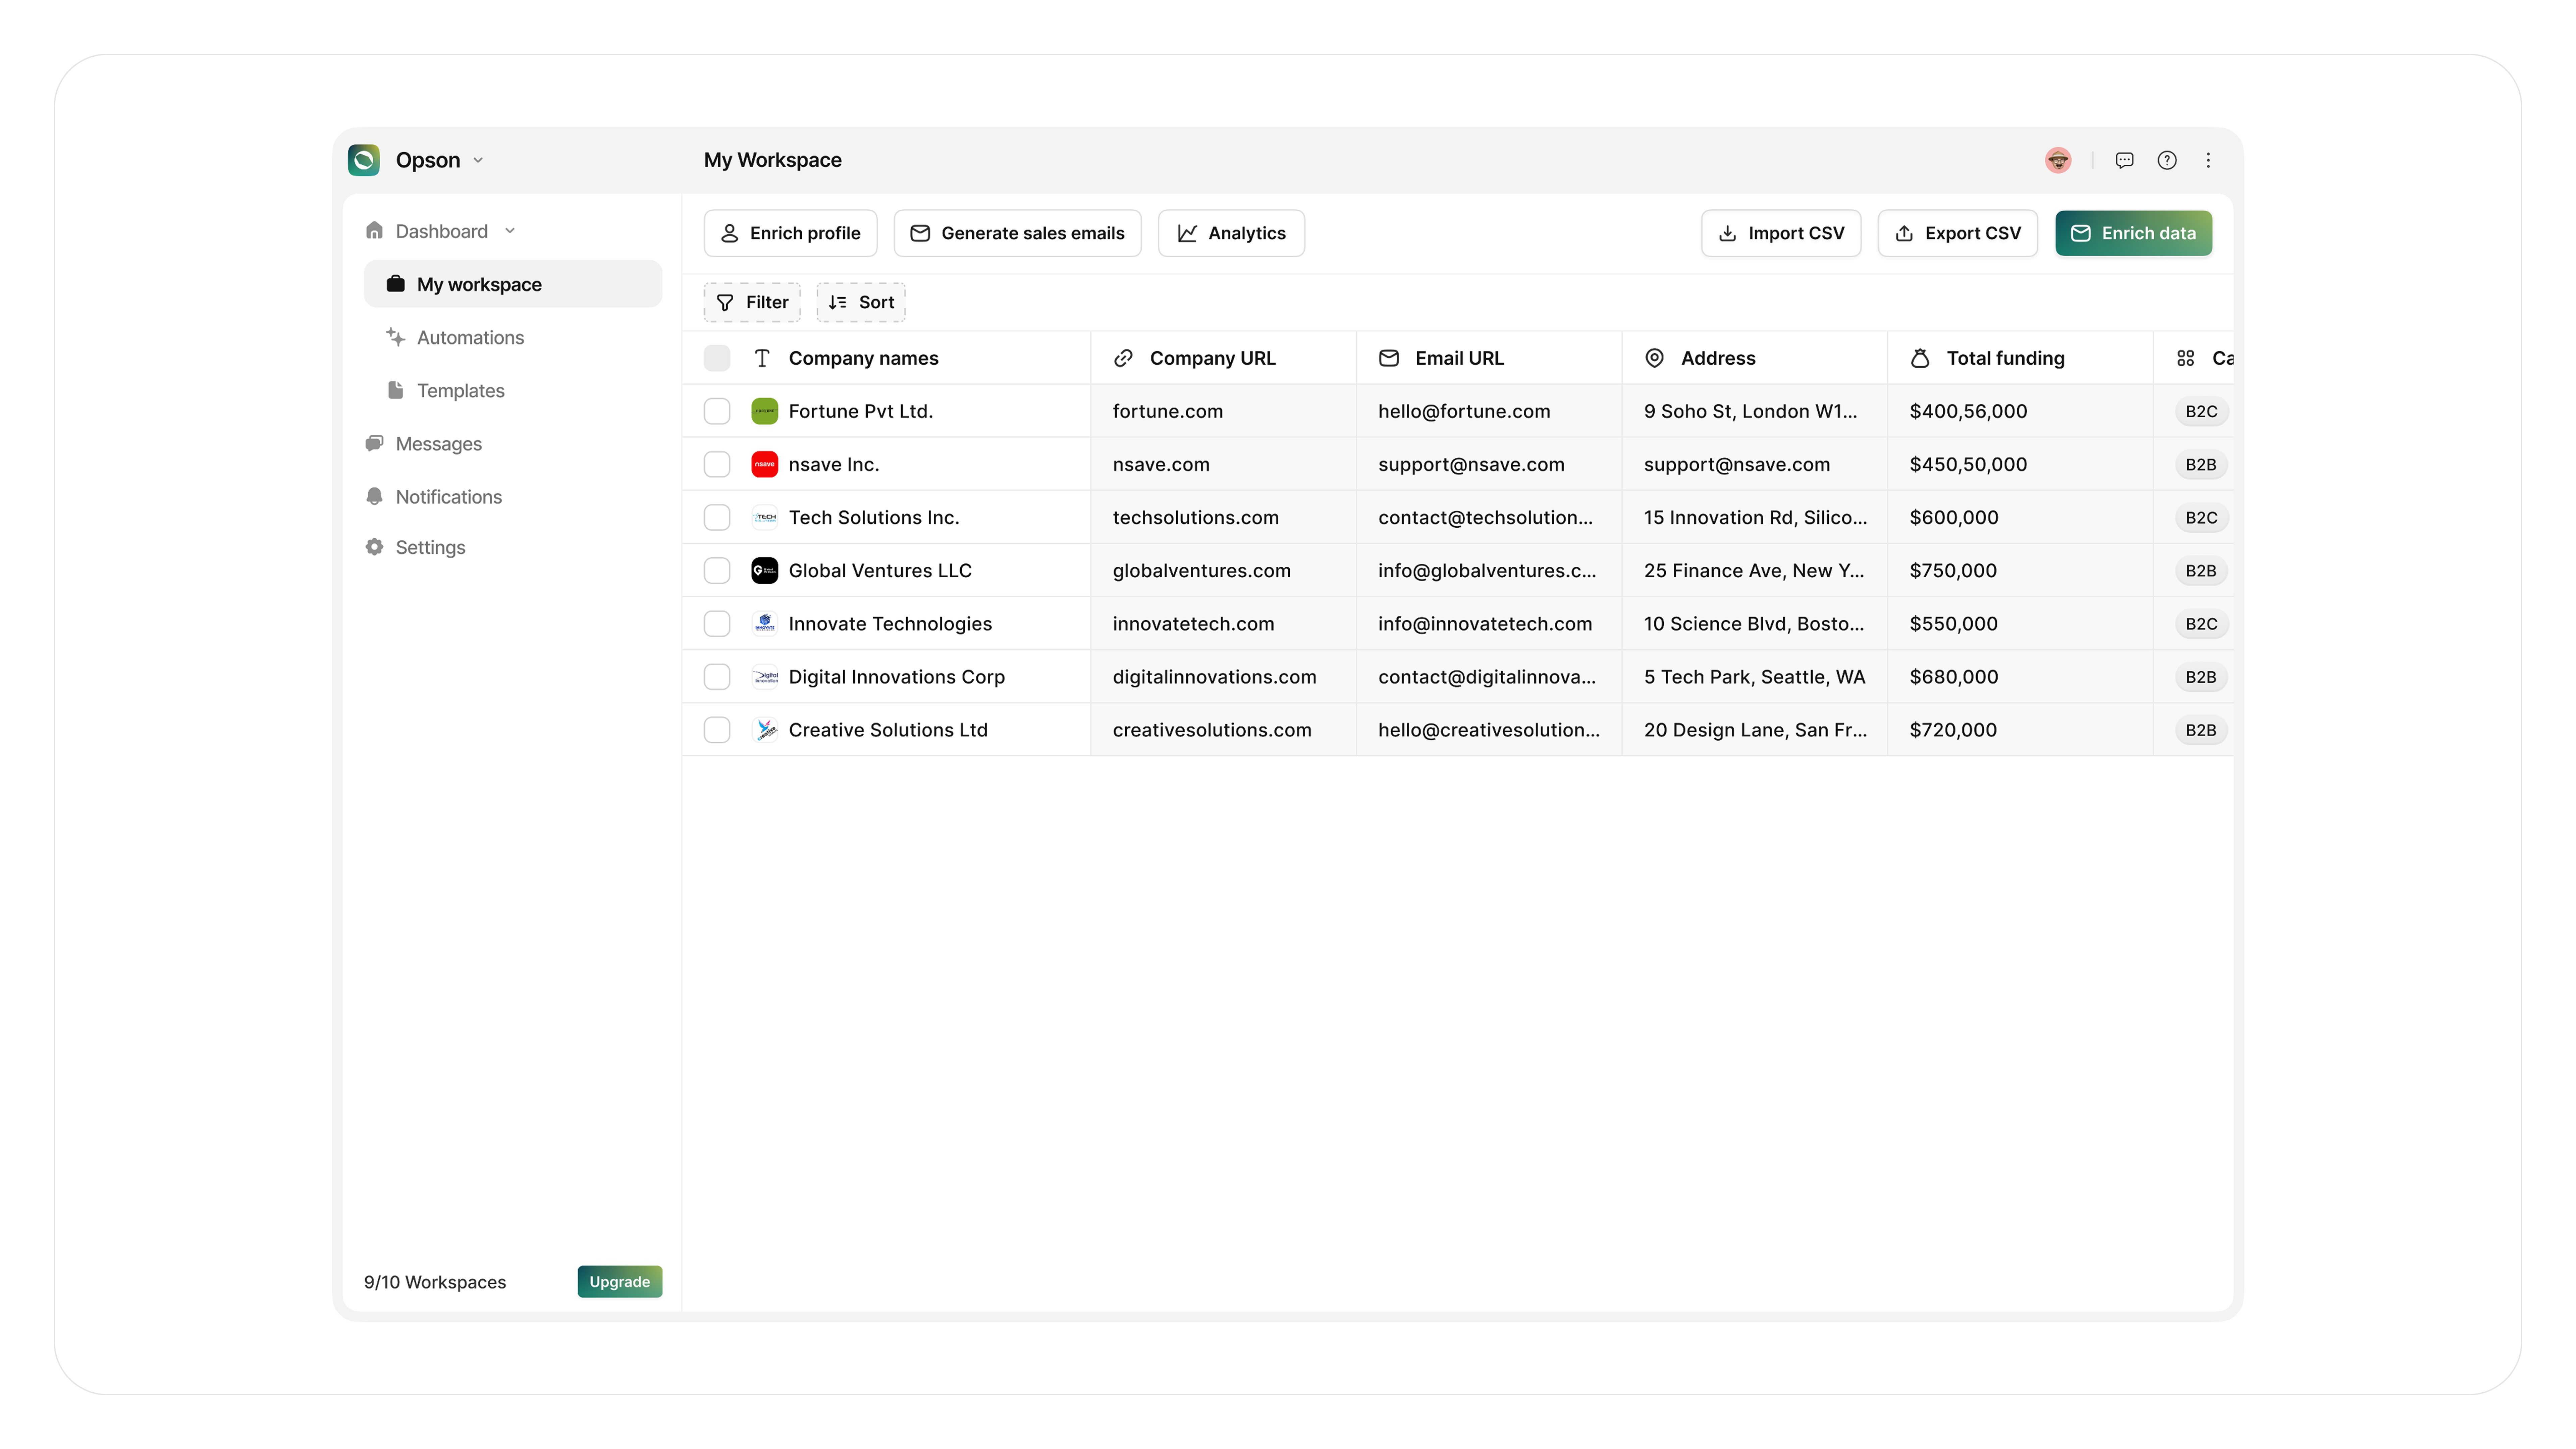 Opson
My Workspace
Dashboard
My workspace
Automations
Templates
Messages
Notifications
Settings
9/10 Workspaces
Upgrade
Enrich profile
Generate sales emails
Analytics
Import CSV
Export CSV
Enrich data
Filter
Sort
Company names Company URL Email URL Address Total funding Ca
Fortune Pvt Ltd. fortune.com hello@fortune.com 9 Soho St, London W1... $400,56,000 B2C
nsave nsave Inc. nsave.com support@nsave.com support@nsave.com $450,50,000 B2B
TECH Tech Solutions Inc. techsolutions.com contact@techsolution... 15 Innovation Rd, Silico... $600,000 B2C
Global Ventures LLC globalventures.com info@globalventures.c... 25 Finance Ave, New Y... $750,000 B2B
Innovate Technologies innovatetech.com info@innovatetech.com 10 Science Blvd, Bosto... $550,000 B2C
Digital Innovations Corp digitalinnovations.com contact@digitalinnova... 5 Tech Park, Seattle, WA $680,000 B2B
Creative Solutions Ltd creativesolutions.com hello@creativesolution... 20 Design Lane, San Fr... $720,000 B2B